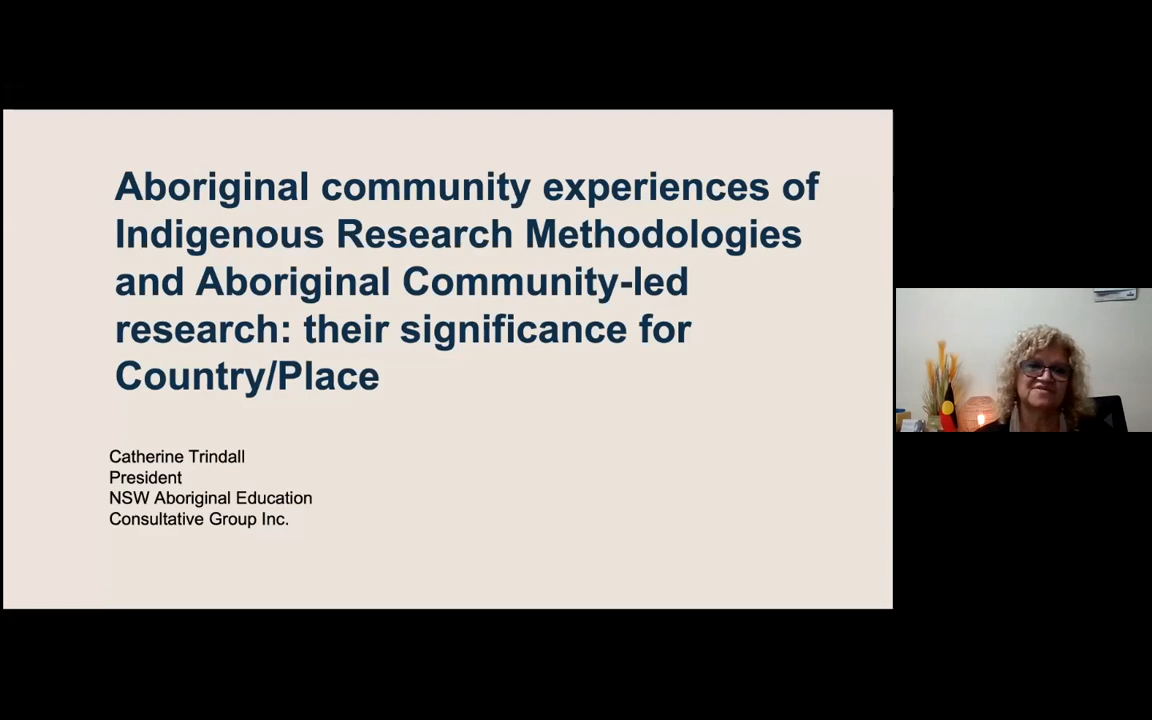 Aboriginal community experiences of
Indigenous Research Methodologies
and Aboriginal Community-led
research: their significance for
Country/Place
Catherine Trindall
President
NSW Aboriginal Education
Consultative Group Inc.